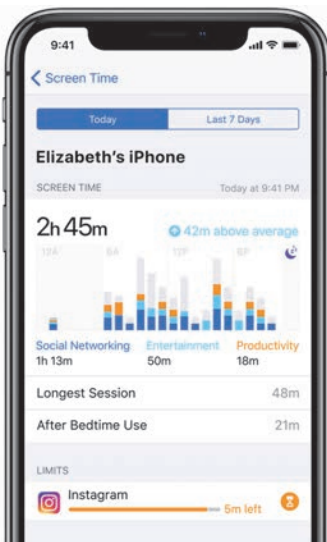 9:41
Screen Time
Today Last 7 Days
Elizabeth's iPhone
SCREEN TIME Today at 9:41 PM
2h 45m 42m above average
12A 6A 12P 6P
Social Networking Entertainment Productivity
1h 13m 50m 18m
Longest Session 48m
After Bedtime Use 21m
LIMITS
Instagram
5m left